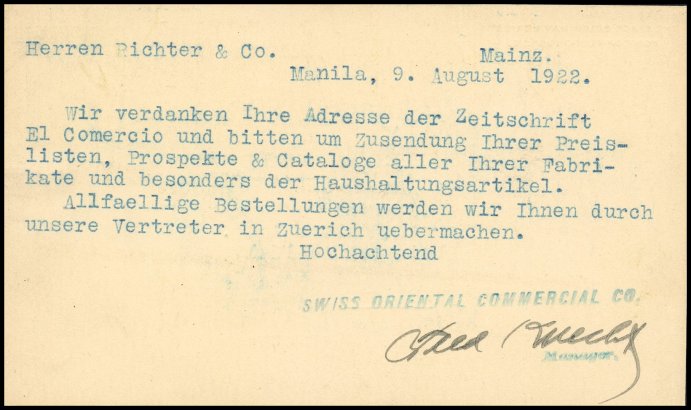 Herren Richter & Co. Mainz.
Manila, 9. August 1922.
Wir verdanken Ihre Adresse der Zeitschrift
El Comercio und bitten um Zusendung Ihrer Preis-
listen, Prospekte & Cataloge aller Ihrer Fabri-
kate und besonders der Haushaltungsartikel.
Allfaellige Bestellungen werden wir Ihnen durch
unsere Vertreter in Zuerich uebermachen.
Hochachtend
SWISS ORIENTAL COMMERCIAL CO.
Manager.